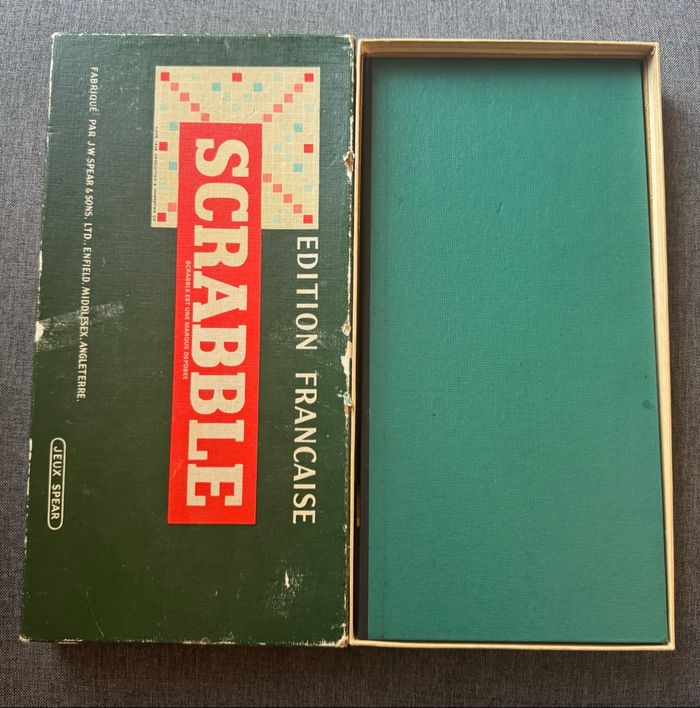 EDITION FRANCAISE
SCRABBLE
SCRABBLE EST UNE MARQUE DEPOSEE
FABRIQUÉ PAR J.W SPEAR & SONS, LTD., ENFIELD, MIDDLESEX, ANGLETERRE.
JEUX SPEAR